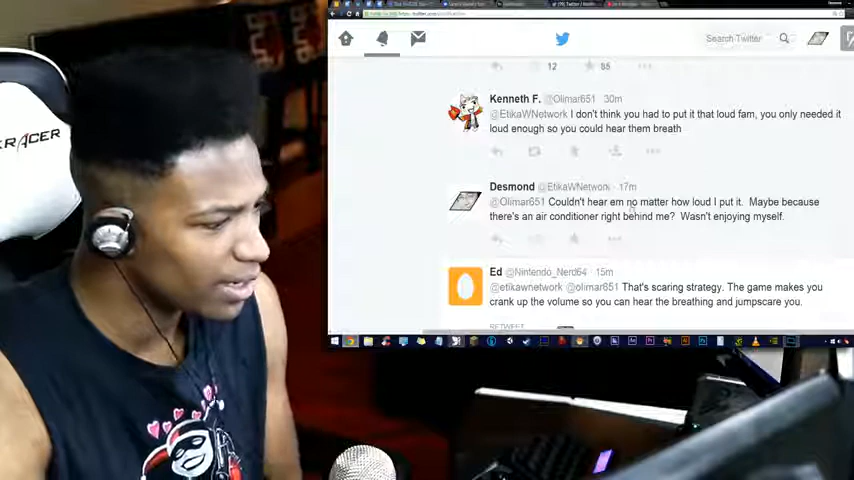 Search Twitter
12 85
Kenneth F. @Olimar651 30m
@EtikaWNetwork I don't think you had to put it that loud fam, you only needed it
loud enough so you could hear them breath
Desmond @EtikaWNetwork 17m
@Olimar651 Couldn't hear em no matter how loud I put it. Maybe because
there's an air conditioner right behind me? Wasn't enjoying myself.
Ed @Nintendo_Nerd64 15m
@etikawnetwork @olimar651 That's scaring strategy. The game makes you
crank up the volume so you can hear the breathing and jumpscare you.
RETWEET
RACER